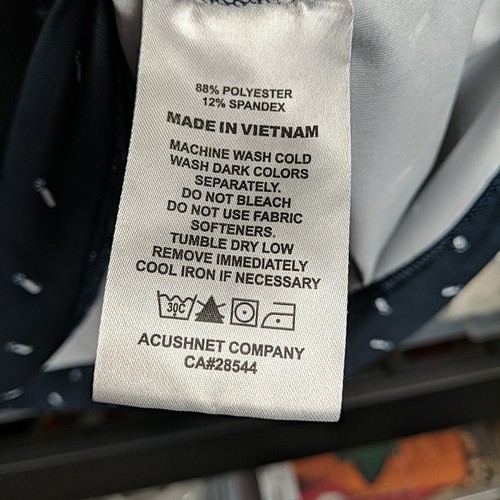 88% POLYESTER
12% SPANDEX
MADE IN VIETNAM
MACHINE WASH COLD
WASH DARK COLORS
SEPARATELY.
DO NOT BLEACH
DO NOT USE FABRIC
SOFTENERS.
TUMBLE DRY LOW
REMOVE IMMEDIATELY
COOL IRON IF NECESSARY
30C
ACUSHNET COMPANY
CA#28544